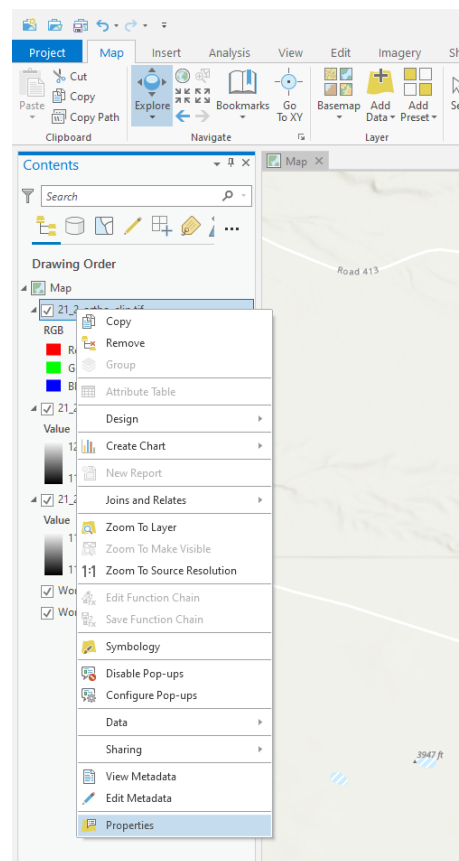 Project Map Insert Analysis View Edit Imagery
Cut
Copy
Copy Path
Paste
Explore
Bookmarks
Go
To XY
Basemap
Add
Data
Add
Preset
Clipboard
Navigate
Layer
Contents
Map
Search
Drawing Order
Map
21_2_ortho_clip.tif
RGB
Copy
Remove
Group
Attribute Table
Design
Value
Create Chart
New Report
Joins and Relates
Value
Zoom To Layer
Zoom To Make Visible
1:1 Zoom To Source Resolution
Edit Function Chain
Save Function Chain
Symbology
Disable Pop-ups
Configure Pop-ups
Data
Sharing
View Metadata
Edit Metadata
Properties
Road 413
3947 ft